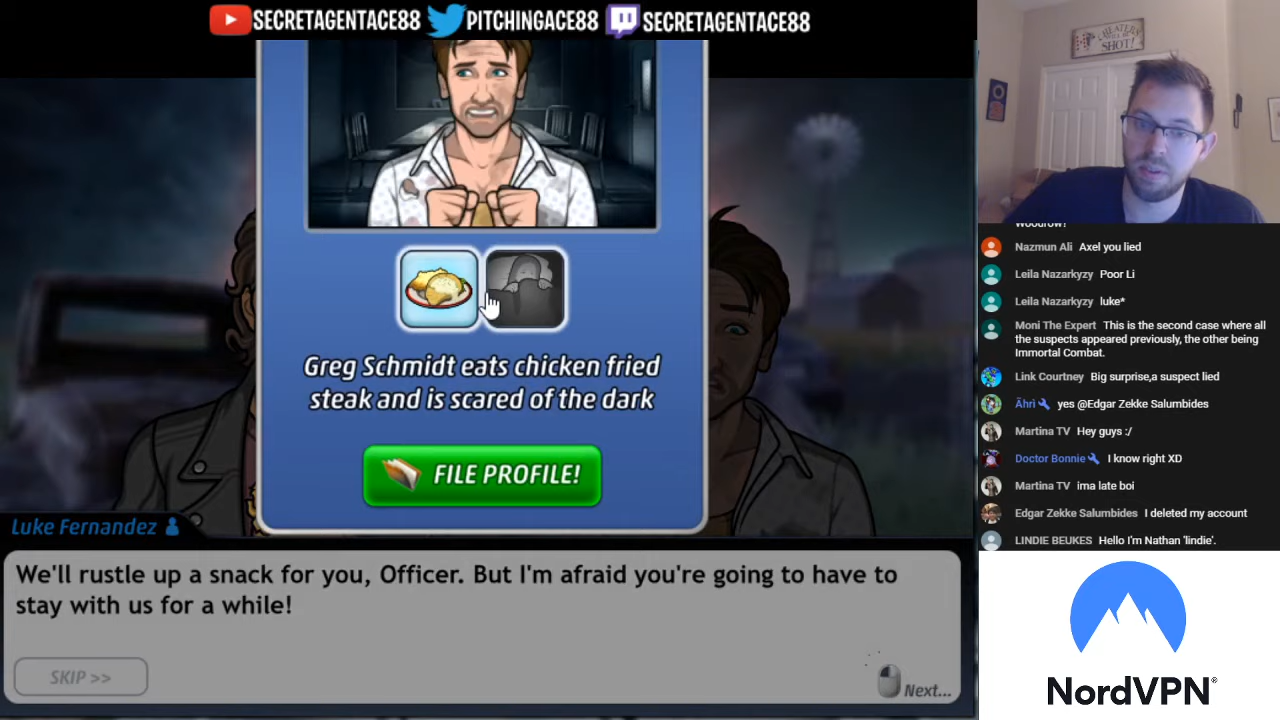 SECRETAGENTACE88 PITCHINGACE88 SECRETAGENTACE88
CHEATERS
WILL BE
SHOT!
Greg Schmidt eats chicken fried
steak and is scared of the dark
FILE PROFILE!
Luke Fernandez
We'll rustle up a snack for you, Officer. But I'm afraid you're going to have to
stay with us for a while!
SKIP >>
Next...
Woodrow?
Nazmun Ali Axel you lied
Leila Nazarkyzy Poor Li
Leila Nazarkyzy luke*
Moni The Expert This is the second case where all
the suspects appeared previously, the other being
Immortal Combat.
Link Courtney Big surprise,a suspect lied
Ähri yes @Edgar Zekke Salumbides
Martina TV Hey guys :/
Doctor Bonnie I know right XD
Martina TV ima late boi
Edgar Zekke Salumbides I deleted my account
LINDIE BEUKES Hello I'm Nathan 'lindie'.
NordVPN®